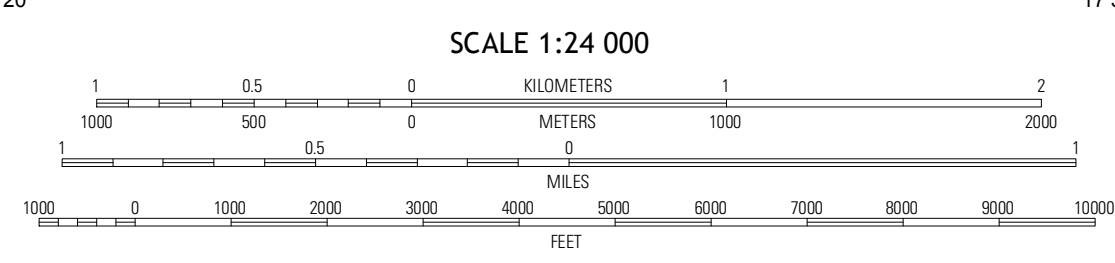 20
SCALE 1:24 000
1 0.5 0 KILOMETERS 1 2
1000 500 0 METERS 1000 2000
1 0.5 0 1
MILES
1000 0 1000 2000 3000 4000 5000 6000 7000 8000 9000 10000
FEET